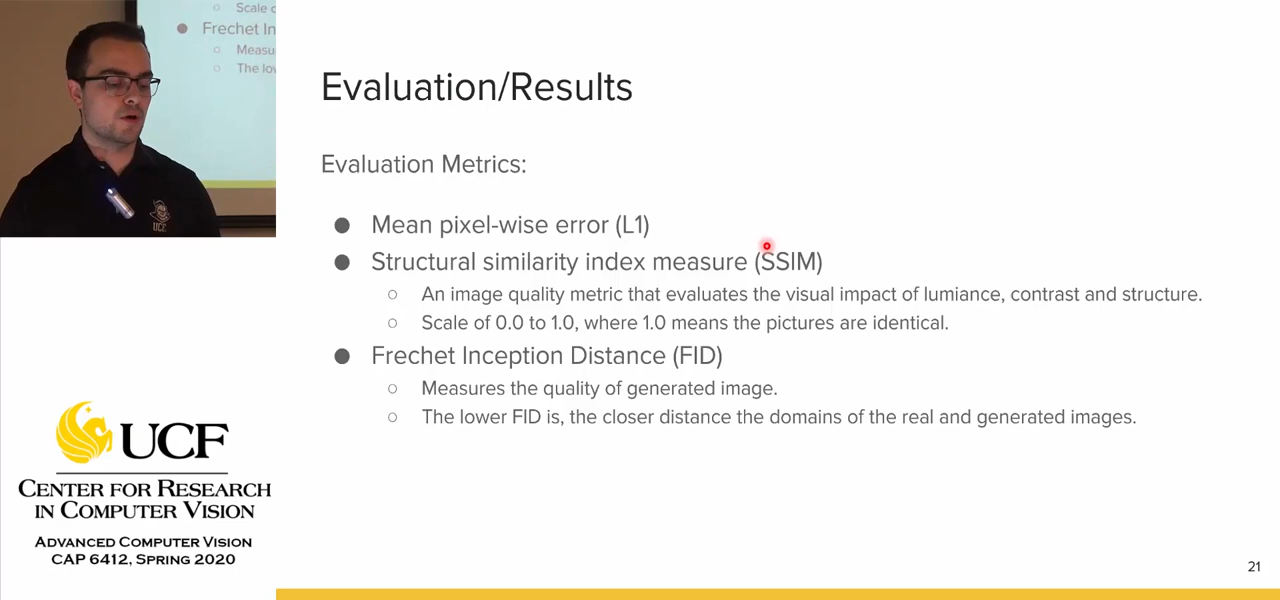 Scale c
Frechet In
Measu
The lov
UCF
Evaluation/Results
Evaluation Metrics:
Mean pixel-wise error (L1)
Structural similarity index measure (SSIM)
An image quality metric that evaluates the visual impact of lumiance, contrast and structure.
Scale of 0.0 to 1.0, where 1.0 means the pictures are identical.
Frechet Inception Distance (FID)
Measures the quality of generated image.
The lower FID is, the closer distance the domains of the real and generated images.
UCF
CENTER FOR RESEARCH
IN COMPUTER VISION
ADVANCED COMPUTER VISION
CAP 6412, SPRING 2020
21